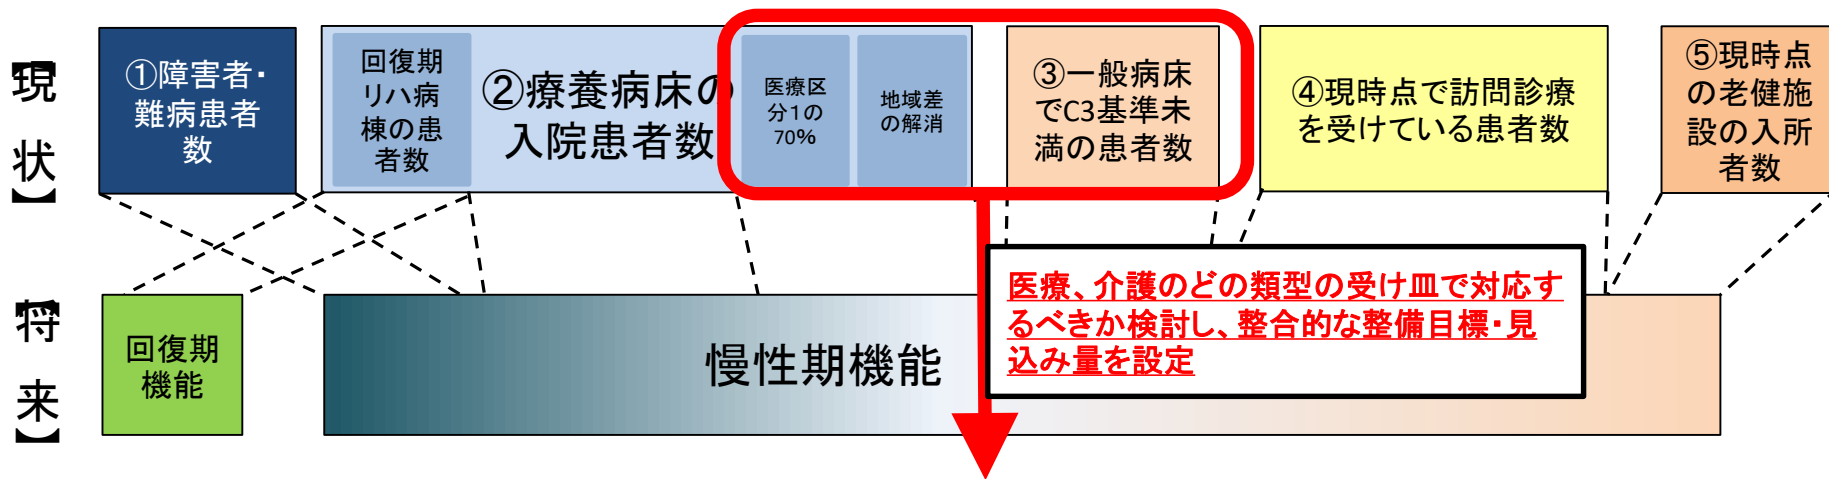 【現状】
①障害者・
難病患者
数
回復期
リハ病
棟の患
者数
②療養病床の
入院患者数
医療区
分1の
70%
地域差
の解消
③一般病床
でC3基準未
満の患者数
④現時点で訪問診療
を受けている患者数
⑤現時点
の老健施
設の入所
者数
【将来】
回復期
機能
慢性期機能
医療、介護のどの類型の受け皿で対応す
るべきか検討し、整合的な整備目標・見
込み量を設定